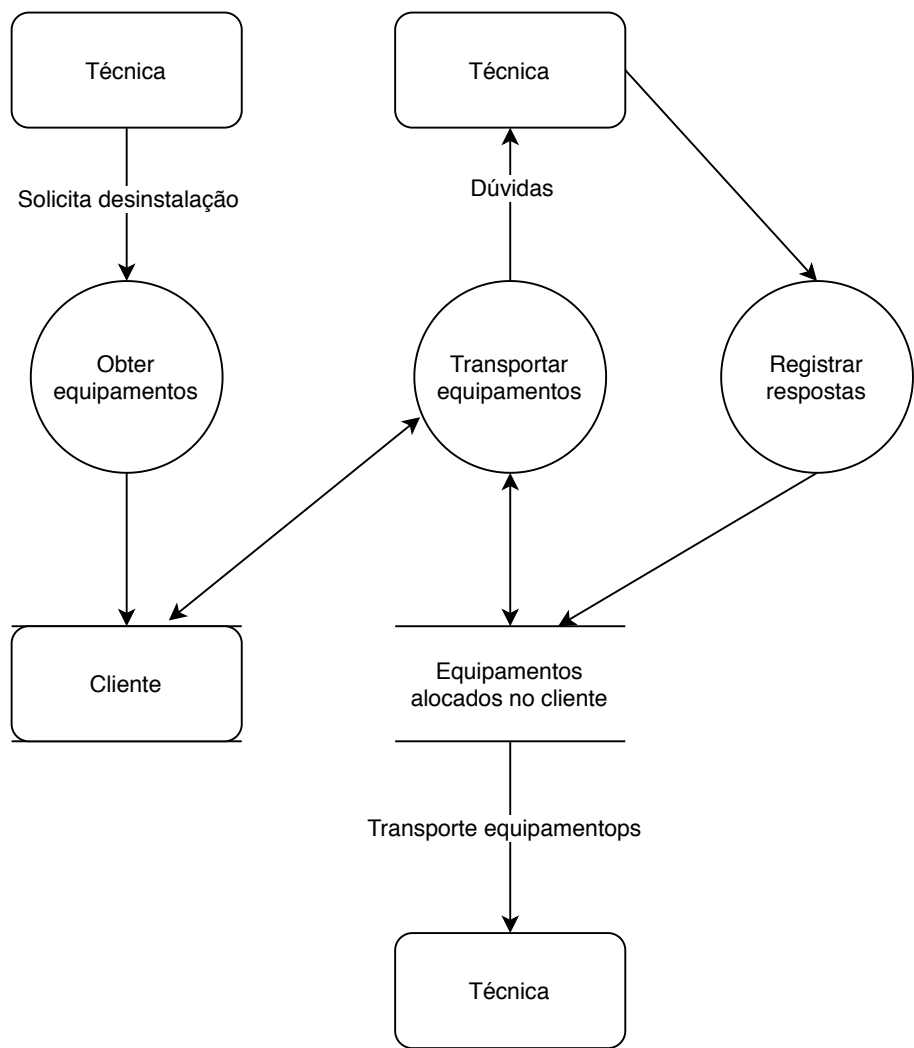 Técnica
Técnica
Solicita desinstalação
Dúvidas
Obter
equipamentos
Transportar
equipamentos
Registrar
respostas
Cliente
Equipamentos
alocados no cliente
Transporte equipamentops
Técnica